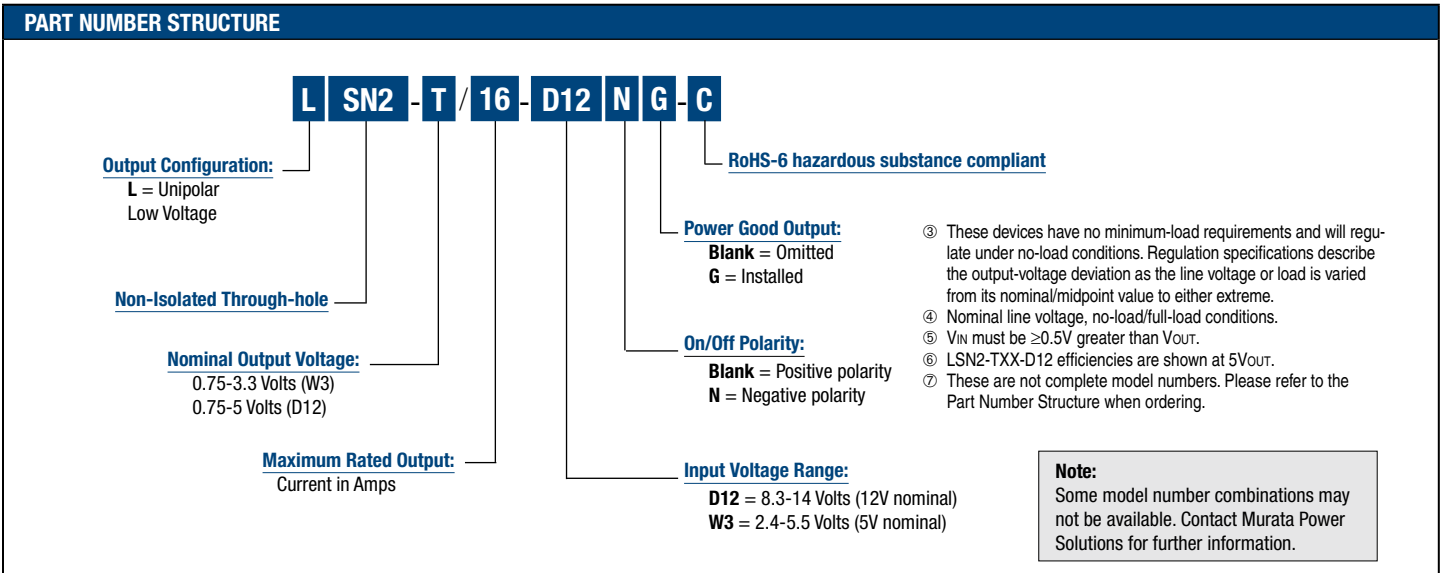 PART NUMBER STRUCTURE
L SN2 - T / 16 - D12 N G - C
Output Configuration:
L = Unipolar
Low Voltage
Non-Isolated Through-hole
Nominal Output Voltage:
0.75-3.3 Volts (W3)
0.75-5 Volts (D12)
Maximum Rated Output:
Current in Amps
RoHS-6 hazardous substance compliant
Power Good Output:
Blank = Omitted
G = Installed
On/Off Polarity:
Blank = Positive polarity
N = Negative polarity
Input Voltage Range:
D12 = 8.3-14 Volts (12V nominal)
W3 = 2.4-5.5 Volts (5V nominal)
③ These devices have no minimum-load requirements and will regu-
late under no-load conditions. Regulation specifications describe
the output-voltage deviation as the line voltage or load is varied
from its nominal/midpoint value to either extreme.
④ Nominal line voltage, no-load/full-load conditions.
⑤ VIN must be ≥0.5V greater than VOUT.
⑥ LSN2-TXX-D12 efficiencies are shown at 5VOUT.
⑦ These are not complete model numbers. Please refer to the
Part Number Structure when ordering.
Note:
Some model number combinations may
not be available. Contact Murata Power
Solutions for further information.